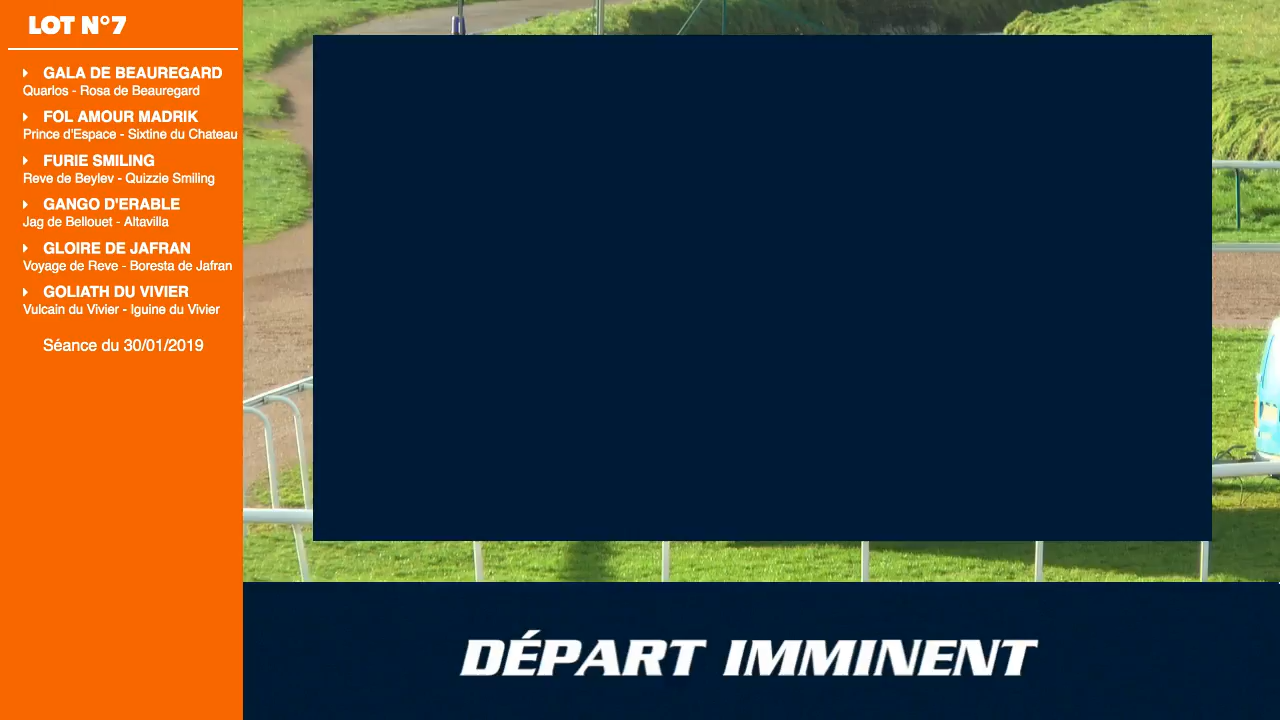 LOT N°7
GALA DE BEAUREGARD
Quarlos - Rosa de Beauregard
FOL AMOUR MADRIK
Prince d'Espace - Sixtine du Chateau
FURIE SMILING
Reve de Beylev - Quizzie Smiling
GANGO D'ERABLE
Jag de Bellouet - Altavilla
GLOIRE DE JAFRAN
Voyage de Reve - Boresta de Jafran
GOLIATH DU VIVIER
Vulcain du Vivier - Iguine du Vivier
Séance du 30/01/2019
DÉPART IMMINENT